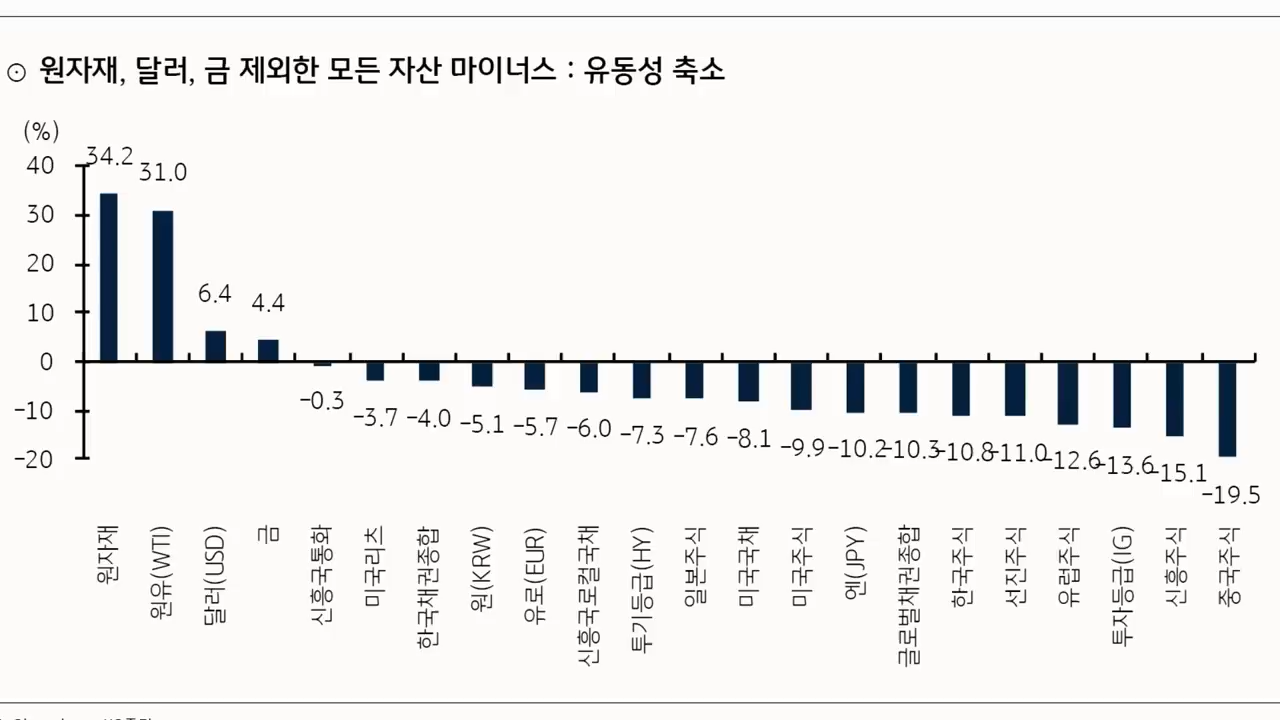 ⊙ 원자재, 달러, 금 제외한 모든 자산 마이너스 : 유동성 축소
(%)
40
30
20
10
0
-10
-20
34.2
31.0
6.4
4.4
-0.3
-3.7
-4.0
-5.1
-5.7
-6.0
-7.3
-7.6
-8.1
-9.9
-10.2
-10.3
-10.8
-11.0
-12.6
-13.6
-15.1
-19.5
원자재
원유(WTI)
달러(USD)
금
신흥국통화
미국리츠
한국채권종합
원(KRW)
유로(EUR)
신흥국로컬국채
투기등급(HY)
일본주식
미국국채
미국주식
엔(JPY)
글로벌채권종합
한국주식
선진주식
유럽주식
투자등급(IG)
신흥주식
중국주식